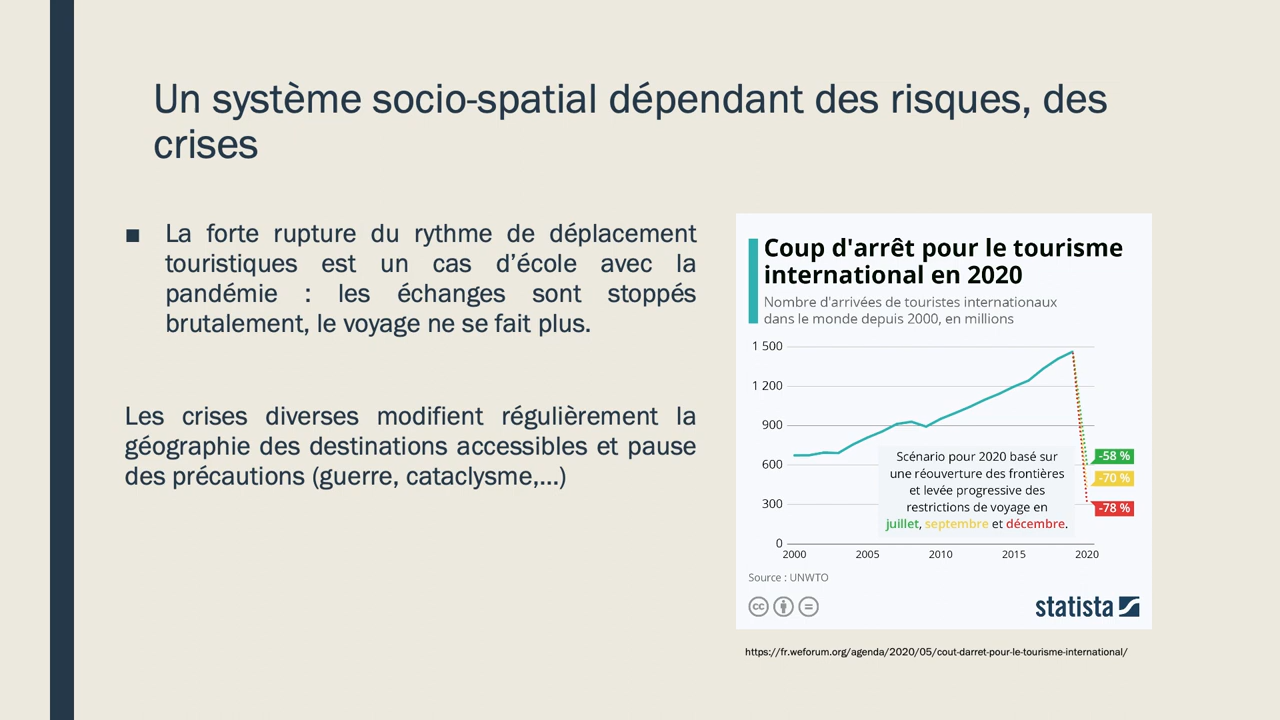 Un système socio-spatial dépendant des risques, des
crises
■ La forte rupture du rythme de déplacement
touristiques est un cas d’école avec la
pandémie : les échanges sont stoppés
brutalement, le voyage ne se fait plus.
Les crises diverses modifient régulièrement la
géographie des destinations accessibles et pause
des précautions (guerre, cataclysme,...)
Coup d'arrêt pour le tourisme
international en 2020
Nombre d'arrivées de touristes internationaux
dans le monde depuis 2000, en millions
1 500
1 200
900
600
300
0
Scénario pour 2020 basé sur
une réouverture des frontières
et levée progressive des
restrictions de voyage en
juillet, septembre et décembre.
-58 %
-70 %
-78 %
2000 2005 2010 2015 2020
Source : UNWTO
cc
statista
https://fr.weforum.org/agenda/2020/05/cout-darret-pour-le-tourisme-international/